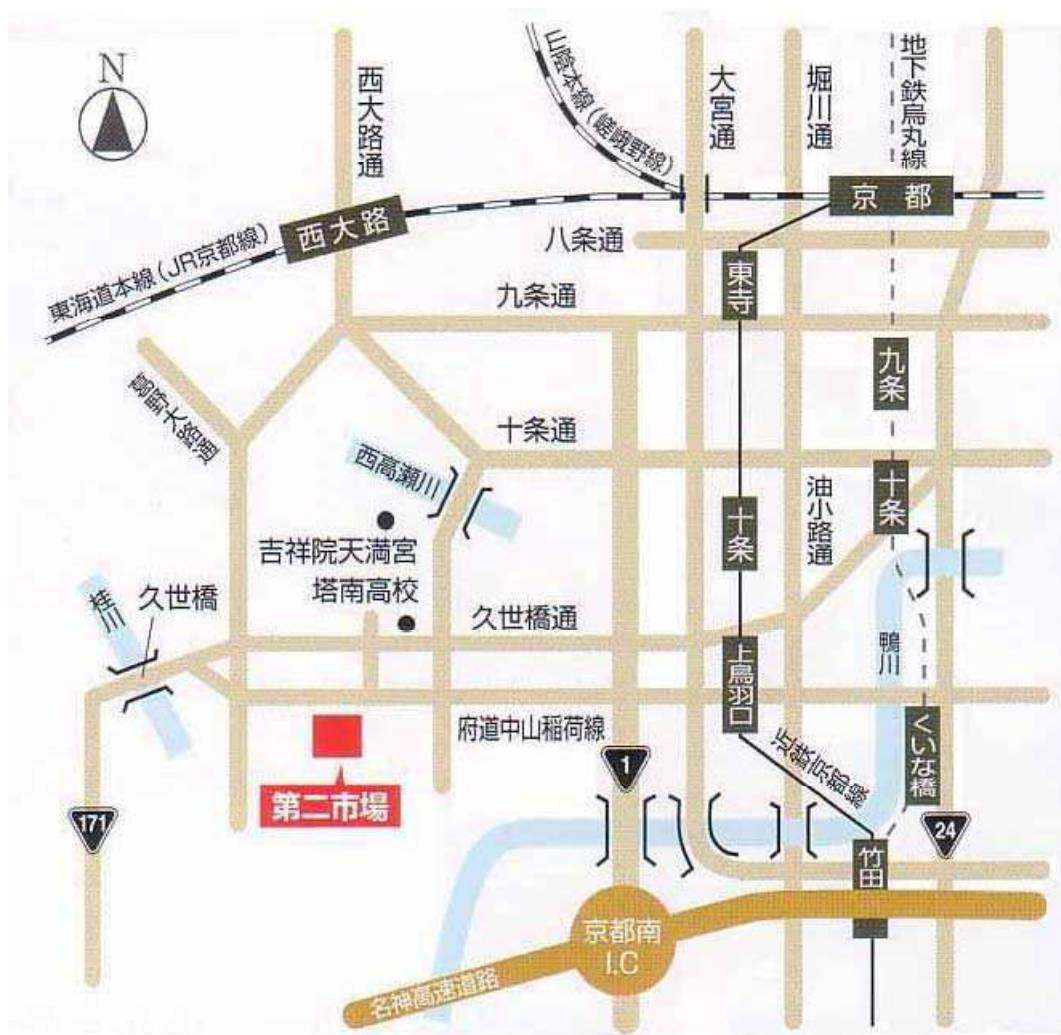 N
西大路通
山陰本線(嵯峨野線)
大宮通
堀川通
地下鉄烏丸線
京都
西大路
東海道本線(JR京都線)
八条通
東寺
九条通
九条
葛野大路通
十条通
西高瀬川
十条
十条
油小路通
吉祥院天満宮
塔南高校
久世橋
桂川
久世橋通
鴨川
上鳥羽口
府道中山稲荷線
くいな橋
近鉄京都線
1
第二市場
171
24
竹田
京都南
I.C
名神高速道路